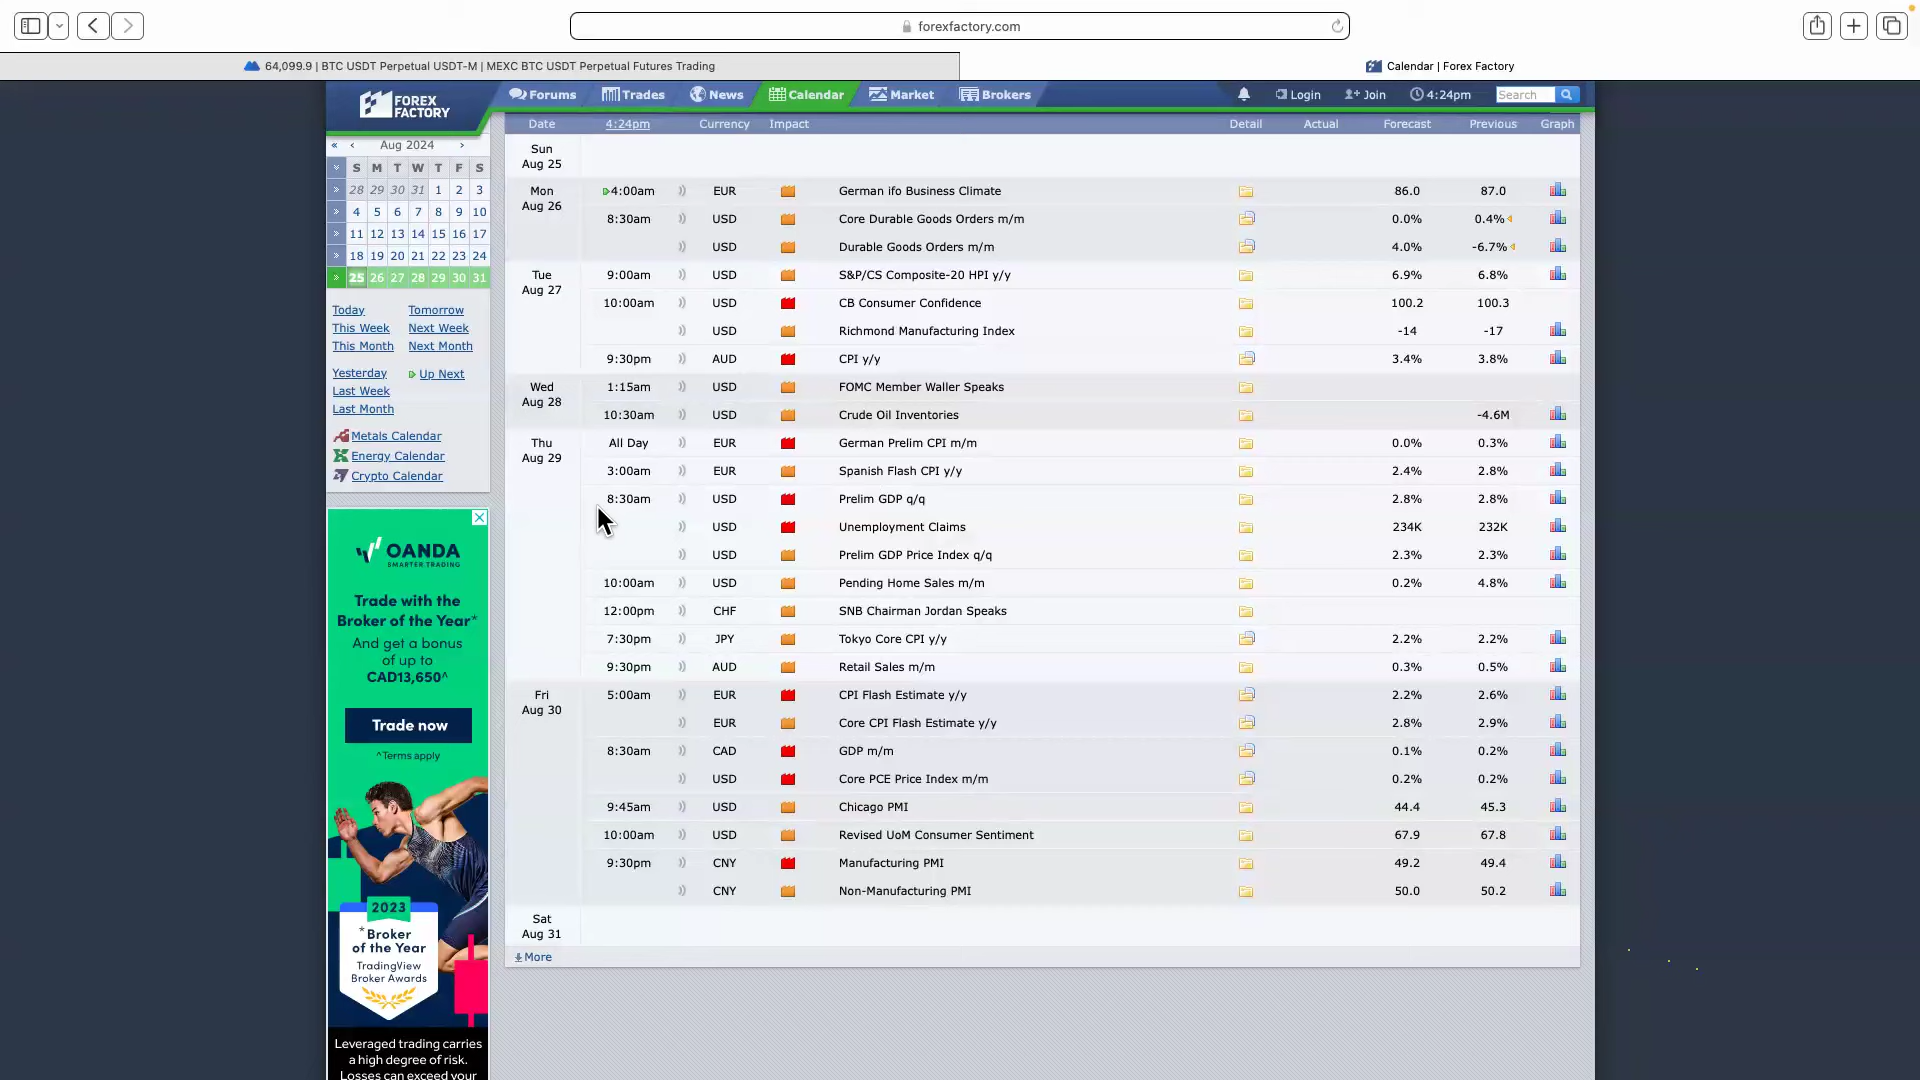 forexfactory.com
64,099.9 | BTC USDT Perpetual USDT-M | MEXC BTC USDT Perpetual Futures Trading
Calendar | Forex Factory
FOREX FACTORY
Forums Trades News Calendar Market Brokers Login Join 4:24pm Search
Date 4:24pm Currency Impact Detail Actual Forecast Previous Graph
« ‹ Aug 2024 ›
S M T W T F S
28 29 30 31 1 2 3
4 5 6 7 8 9 10
11 12 13 14 15 16 17
18 19 20 21 22 23 24
25 26 27 28 29 30 31
Today Tomorrow
This Week Next Week
This Month Next Month
Yesterday Up Next
Last Week
Last Month
Metals Calendar
Energy Calendar
Crypto Calendar
OANDA
SMARTER TRADING
Trade with the
Broker of the Year*
And get a bonus
of up to
CAD13,650^
Trade now
^Terms apply
2023
*Broker
of the Year
TradingView
Broker Awards
Leveraged trading carries
a high degree of risk.
Losses can exceed your
Sun
Aug 25
Mon
Aug 26
4:00am EUR German ifo Business Climate 86.0 87.0
8:30am USD Core Durable Goods Orders m/m 0.0% 0.4%
USD Durable Goods Orders m/m 4.0% -6.7%
Tue
Aug 27
9:00am USD S&P/CS Composite-20 HPI y/y 6.9% 6.8%
10:00am USD CB Consumer Confidence 100.2 100.3
USD Richmond Manufacturing Index -14 -17
9:30pm AUD CPI y/y 3.4% 3.8%
Wed
Aug 28
1:15am USD FOMC Member Waller Speaks
10:30am USD Crude Oil Inventories -4.6M
Thu
Aug 29
All Day EUR German Prelim CPI m/m 0.0% 0.3%
3:00am EUR Spanish Flash CPI y/y 2.4% 2.8%
8:30am USD Prelim GDP q/q 2.8% 2.8%
USD Unemployment Claims 234K 232K
USD Prelim GDP Price Index q/q 2.3% 2.3%
10:00am USD Pending Home Sales m/m 0.2% 4.8%
12:00pm CHF SNB Chairman Jordan Speaks
7:30pm JPY Tokyo Core CPI y/y 2.2% 2.2%
9:30pm AUD Retail Sales m/m 0.3% 0.5%
Fri
Aug 30
5:00am EUR CPI Flash Estimate y/y 2.2% 2.6%
EUR Core CPI Flash Estimate y/y 2.8% 2.9%
8:30am CAD GDP m/m 0.1% 0.2%
USD Core PCE Price Index m/m 0.2% 0.2%
9:45am USD Chicago PMI 44.4 45.3
10:00am USD Revised UoM Consumer Sentiment 67.9 67.8
9:30pm CNY Manufacturing PMI 49.2 49.4
CNY Non-Manufacturing PMI 50.0 50.2
Sat
Aug 31
More